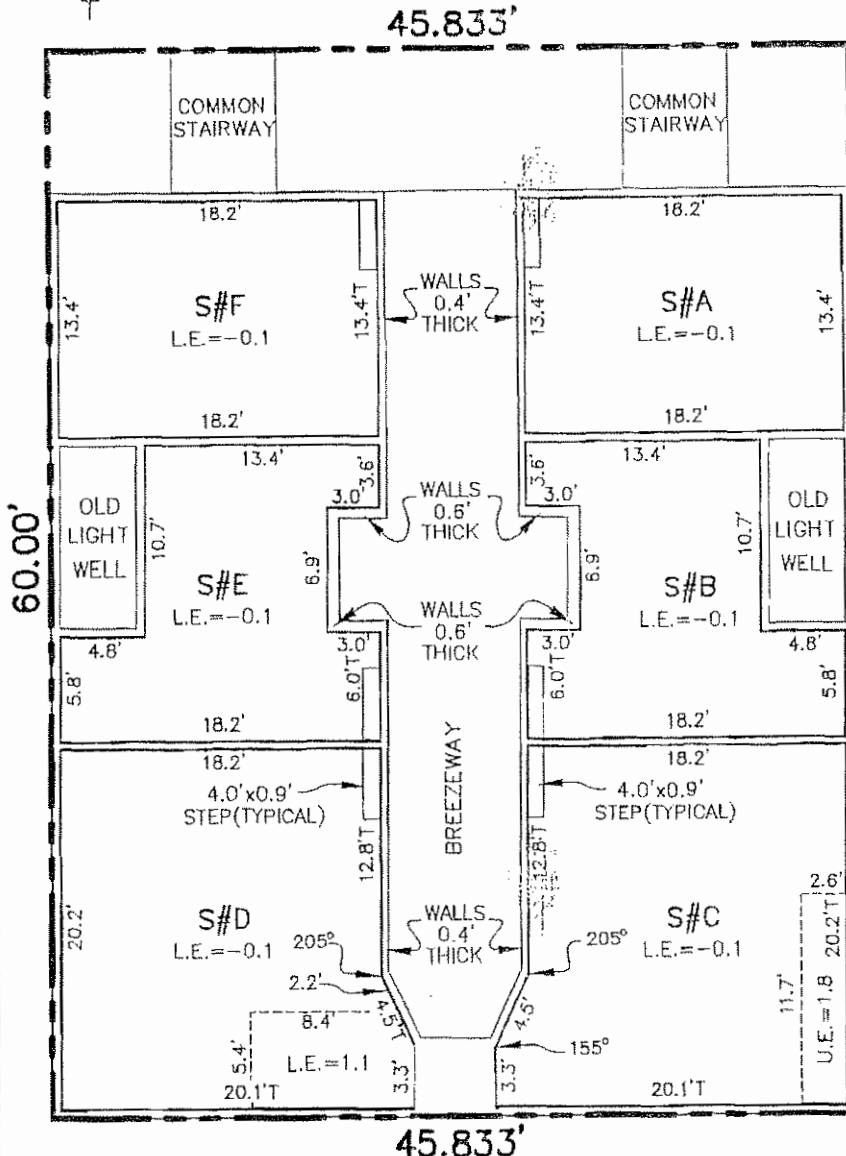 45.833'
COMMON
STAIRWAY
COMMON
STAIRWAY
18.2'
18.2'
WALLS
0.4'
THICK
13.4'
S#F
L.E.=-0.1
13.4'T
13.4'T
S#A
L.E.=-0.1
13.4'
18.2'
18.2'
13.4'
13.4'
3.6'
3.6'
3.0'
WALLS
0.6'
THICK
3.0'
60.00'
OLD
LIGHT
WELL
10.7'
10.7'
OLD
LIGHT
WELL
S#E
L.E.=-0.1
6.9'
6.9'
S#B
L.E.=-0.1
WALLS
0.6'
THICK
4.8'
3.0'
3.0'
4.8'
5.8'
6.0'T
6.0'T
5.8'
18.2'
18.2'
18.2'
18.2'
4.0'x0.9'
STEP(TYPICAL)
4.0'x0.9'
STEP(TYPICAL)
BREEZEWAY
12.8'T
12.8'T
20.2'
S#D
L.E.=-0.1
WALLS
0.4'
THICK
S#C
L.E.=-0.1
2.6'
20.2'T
205°
205°
2.2'
4.5'T
4.5'
11.7'
U.E.=1.8
8.4'
5.4'
L.E.=1.1
155°
3.3'
3.3'
20.1'T
20.1'T
45.833'